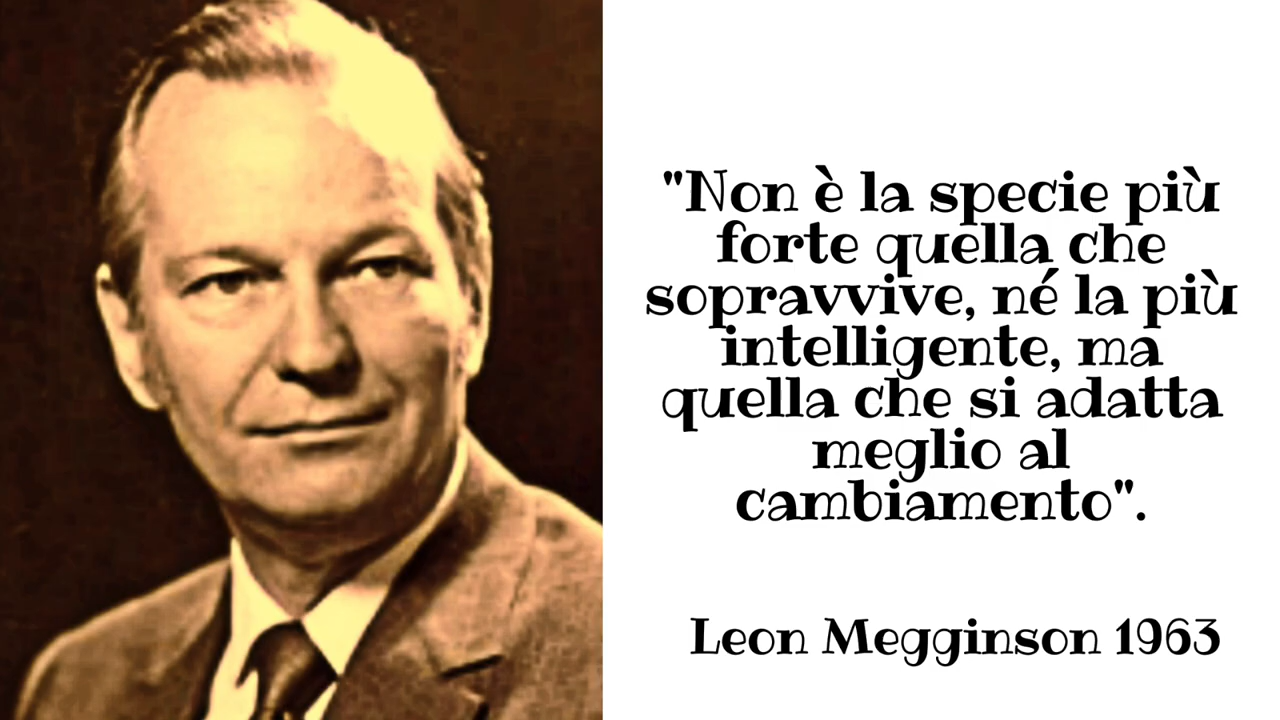 "Non è la specie più
forte quella che
sopravvive, né la più
intelligente, ma
quella che si adatta
meglio al
cambiamento".
Leon Megginson 1963